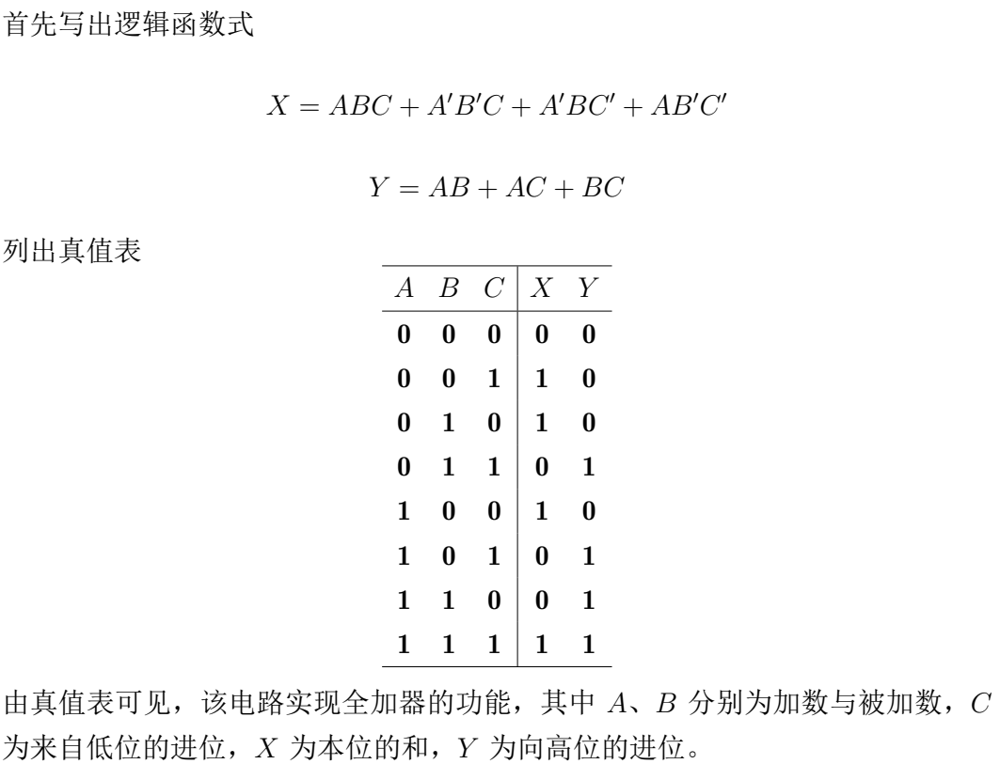 首先写出逻辑函数式
X = ABC + A′B′C + A′BC′ + AB′C′
Y = AB + AC + BC
列出真值表
A B C X Y
0 0 0 0 0
0 0 1 1 0
0 1 0 1 0
0 1 1 0 1
1 0 0 1 0
1 0 1 0 1
1 1 0 0 1
1 1 1 1 1
由真值表可见，该电路实现全加器的功能，其中 A、B 分别为加数与被加数，C
为来自低位的进位，X 为本位的和，Y 为向高位的进位。